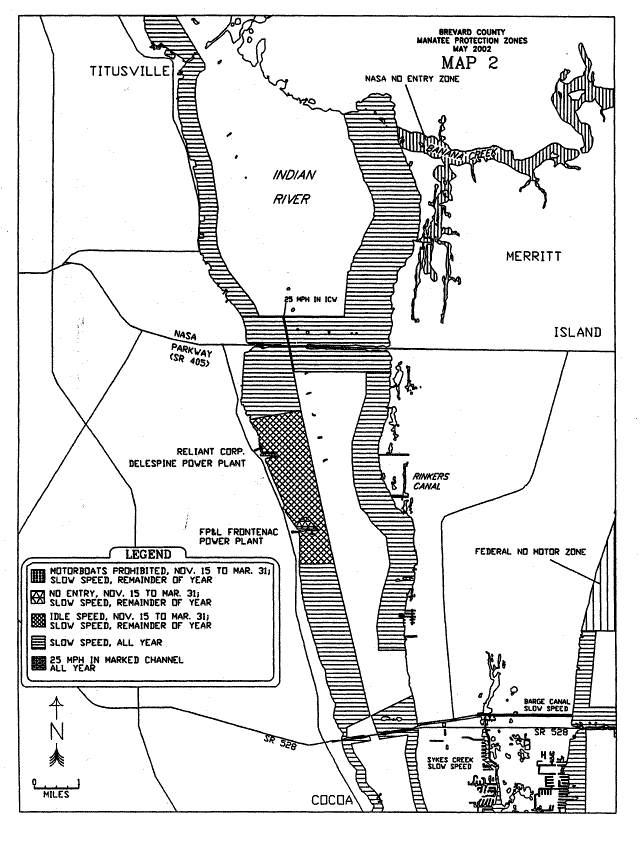 BREVARD COUNTY
MANATEE PROTECTION ZONES
MAY 2002
MAP 2
TITUSVILLE
NASA NO ENTRY ZONE
BANANA CREEK
INDIAN
RIVER
MERRITT
ISLAND
25 MPH IN ICW
NASA
PARKWAY
(SR 405)
RELIANT CORP.
DELESPINE POWER PLANT
RINKERS
CANAL
FP&L FRONTENAC
POWER PLANT
FEDERAL NO MOTOR ZONE
LEGEND
MOTORBOATS PROHIBITED, NOV. 15 TO MAR. 31;
SLOW SPEED, REMAINDER OF YEAR
NO ENTRY, NOV. 15 TO MAR. 31;
SLOW SPEED, REMAINDER OF YEAR
IDLE SPEED, NOV. 15 TO MAR. 31;
SLOW SPEED, REMAINDER OF YEAR
SLOW SPEED, ALL YEAR
25 MPH IN MARKED CHANNEL
ALL YEAR
N
0 1
MILES
BARGE CANAL
SLOW SPEED
SR 528
SR 528
SYKES CREEK
SLOW SPEED
COCOA